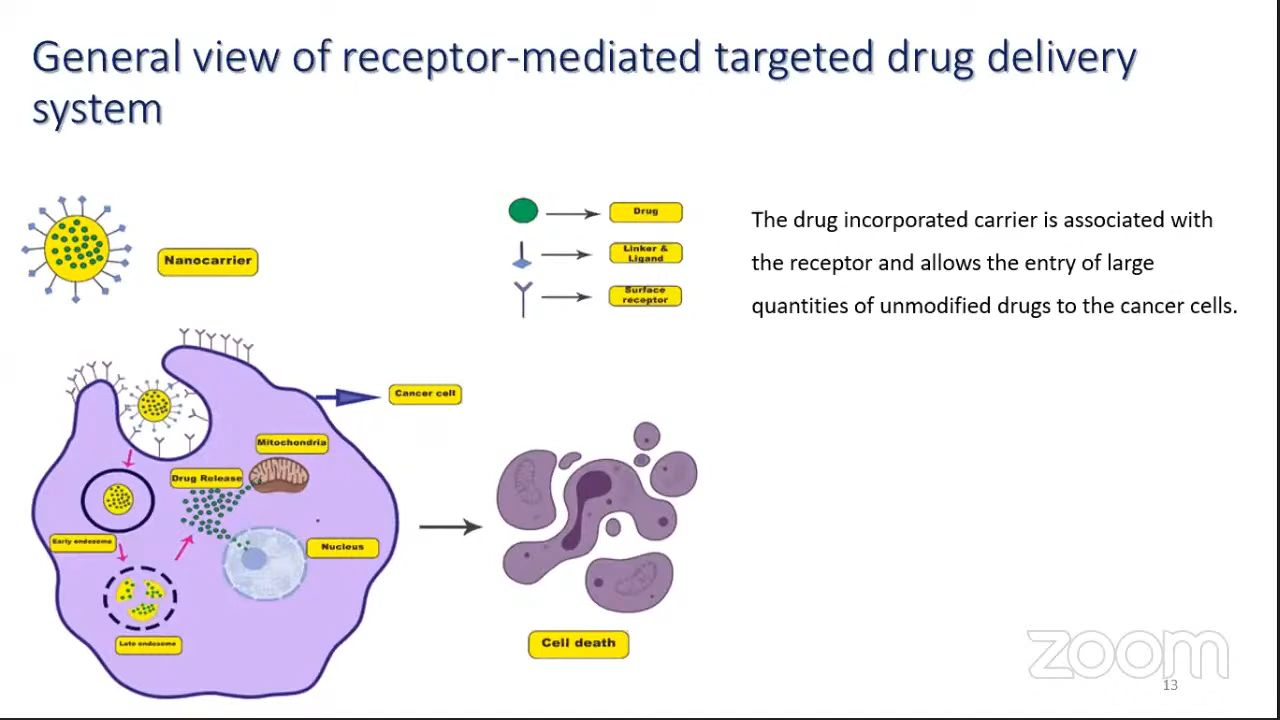 General view of receptor-mediated targeted drug delivery
system
Nanocarrier
Drug
Linker &
Ligand
Surface
receptor
The drug incorporated carrier is associated with
the receptor and allows the entry of large
quantities of unmodified drugs to the cancer cells.
Cancer cell
Mitochondria
Drug Release
Early endosome
Nucleus
Late endosome
Cell death
zoom
13